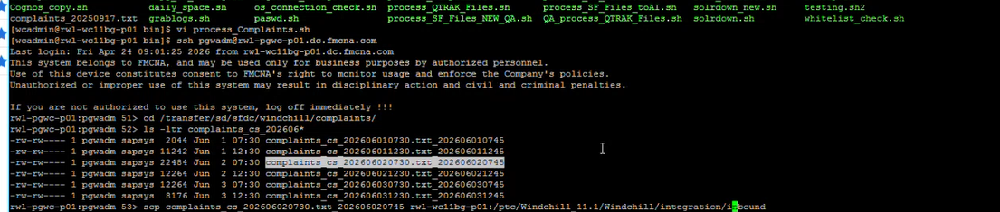 Cognos_copy.sh daily_space.sh os_connection_check.sh process_QTRAK_Files.sh process_SF_Files_toAI.sh solrdown_new.sh testing.sh2
complaints_20250917.txt grablogs.sh paswd.sh process_SF_Files_NEW_QA.sh QA_process_QTRAK_Files.sh solrdown.sh whitelist_check.sh
[wcadmin@rwl-wc11bg-p01 bin]$ vi process_Complaints.sh
[wcadmin@rwl-wc11bg-p01 bin]$ ssh pgwadm@rwl-pgwc-p01.dc.fmcna.com
Last login: Fri Apr 24 09:01:25 2026 from rwl-wc11bg-p01.dc.fmcna.com
This system belongs to FMCNA, and may be used only for business purposes by authorized personnel.
Use of this device constitutes consent to FMCNA's right to monitor usage and enforce the Company's policies.
Unauthorized or improper use of this system may result in disciplinary action and civil and criminal penalties.
If you are not authorized to use this system, log off immediately !!!
rwl-pgwc-p01:pgwadm 51> cd /transfer/sd/sfdc/windchill/complaints/
rwl-pgwc-p01:pgwadm 52> ls -ltr complaints_cs_202606*
-rw-rw---- 1 pgwadm sapsys 2044 Jun 1 07:30 complaints_cs_202606010730.txt_202606010745
-rw-rw---- 1 pgwadm sapsys 11242 Jun 1 12:30 complaints_cs_202606011230.txt_202606011245
-rw-rw---- 1 pgwadm sapsys 22484 Jun 2 07:30 complaints_cs_202606020730.txt_202606020745
-rw-rw---- 1 pgwadm sapsys 12264 Jun 2 12:30 complaints_cs_202606021230.txt_202606021245
-rw-rw---- 1 pgwadm sapsys 12264 Jun 3 07:30 complaints_cs_202606030730.txt_202606030745
-rw-rw---- 1 pgwadm sapsys 8176 Jun 3 12:30 complaints_cs_202606031230.txt_202606031245
rwl-pgwc-p01:pgwadm 53> scp complaints_cs_202606020730.txt_202606020745 rwl-wc11bg-p01:/ptc/Windchill_11.1/Windchill/integration/inbound